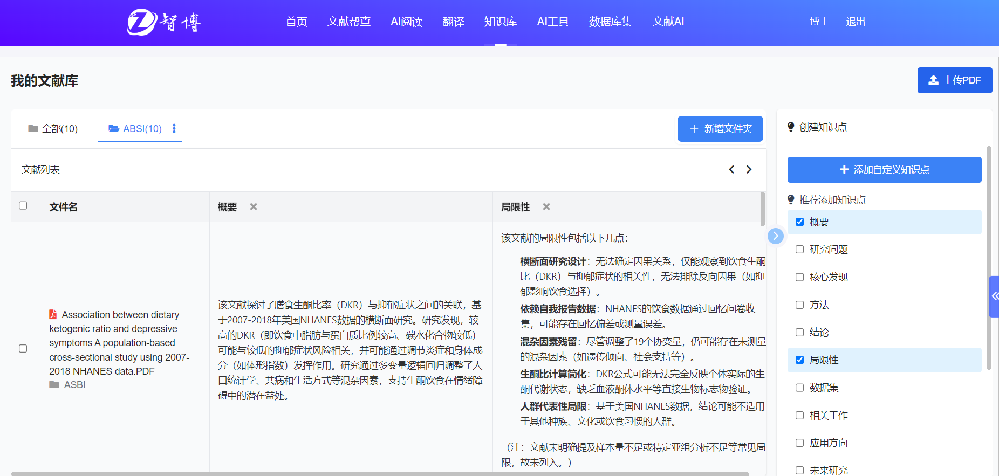 智博
首页 文献帮查 AI阅读 翻译 知识库 AI工具 数据库集 文献AI 博士 退出
我的文献库
上传PDF
全部(10) ABSI(10)
新增文件夹
文献列表
文件名 概要 局限性
Association between dietary
ketogenic ratio and depressive
symptoms A population-based
cross-sectional study using 2007-
2018 NHANES data.PDF
ASBI
该文献探讨了膳食生酮比率（DKR）与抑郁症状之间的关联，基
于2007-2018年美国NHANES数据的横断面研究。研究发现，较
高的DKR（即饮食中脂肪与蛋白质比例较高、碳水化合物较低）
可能与较低的抑郁症状风险相关，并可能通过调节炎症和身体成
分（如体形指数）发挥作用。研究通过多变量逻辑回归调整了人
口统计学、共病和生活方式等混杂因素，支持生酮饮食在情绪障
碍中的潜在益处。
该文献的局限性包括以下几点：
横断面研究设计：无法确定因果关系，仅能观察到饮食生酮
比（DKR）与抑郁症状的相关性，无法排除反向因果（如抑
郁影响饮食选择）。
依赖自我报告数据：NHANES的饮食数据通过回忆问卷收
集，可能存在回忆偏差或测量误差。
混杂因素残留：尽管调整了19个协变量，仍可能存在未测量
的混杂因素（如遗传倾向、社会支持等）。
生酮比计算简化：DKR公式可能无法完全反映个体实际的生
酮代谢状态，缺乏血液酮体水平等直接生物标志物验证。
人群代表性局限：基于美国NHANES数据，结论可能不适用
于其他种族、文化或饮食习惯的人群。
（注：文献未明确提及样本量不足或特定亚组分析不足等常见局
限，故未列入。）
创建知识点
添加自定义知识点
推荐添加知识点
概要
研究问题
核心发现
方法
结论
局限性
数据集
相关工作
应用方向
未来研究